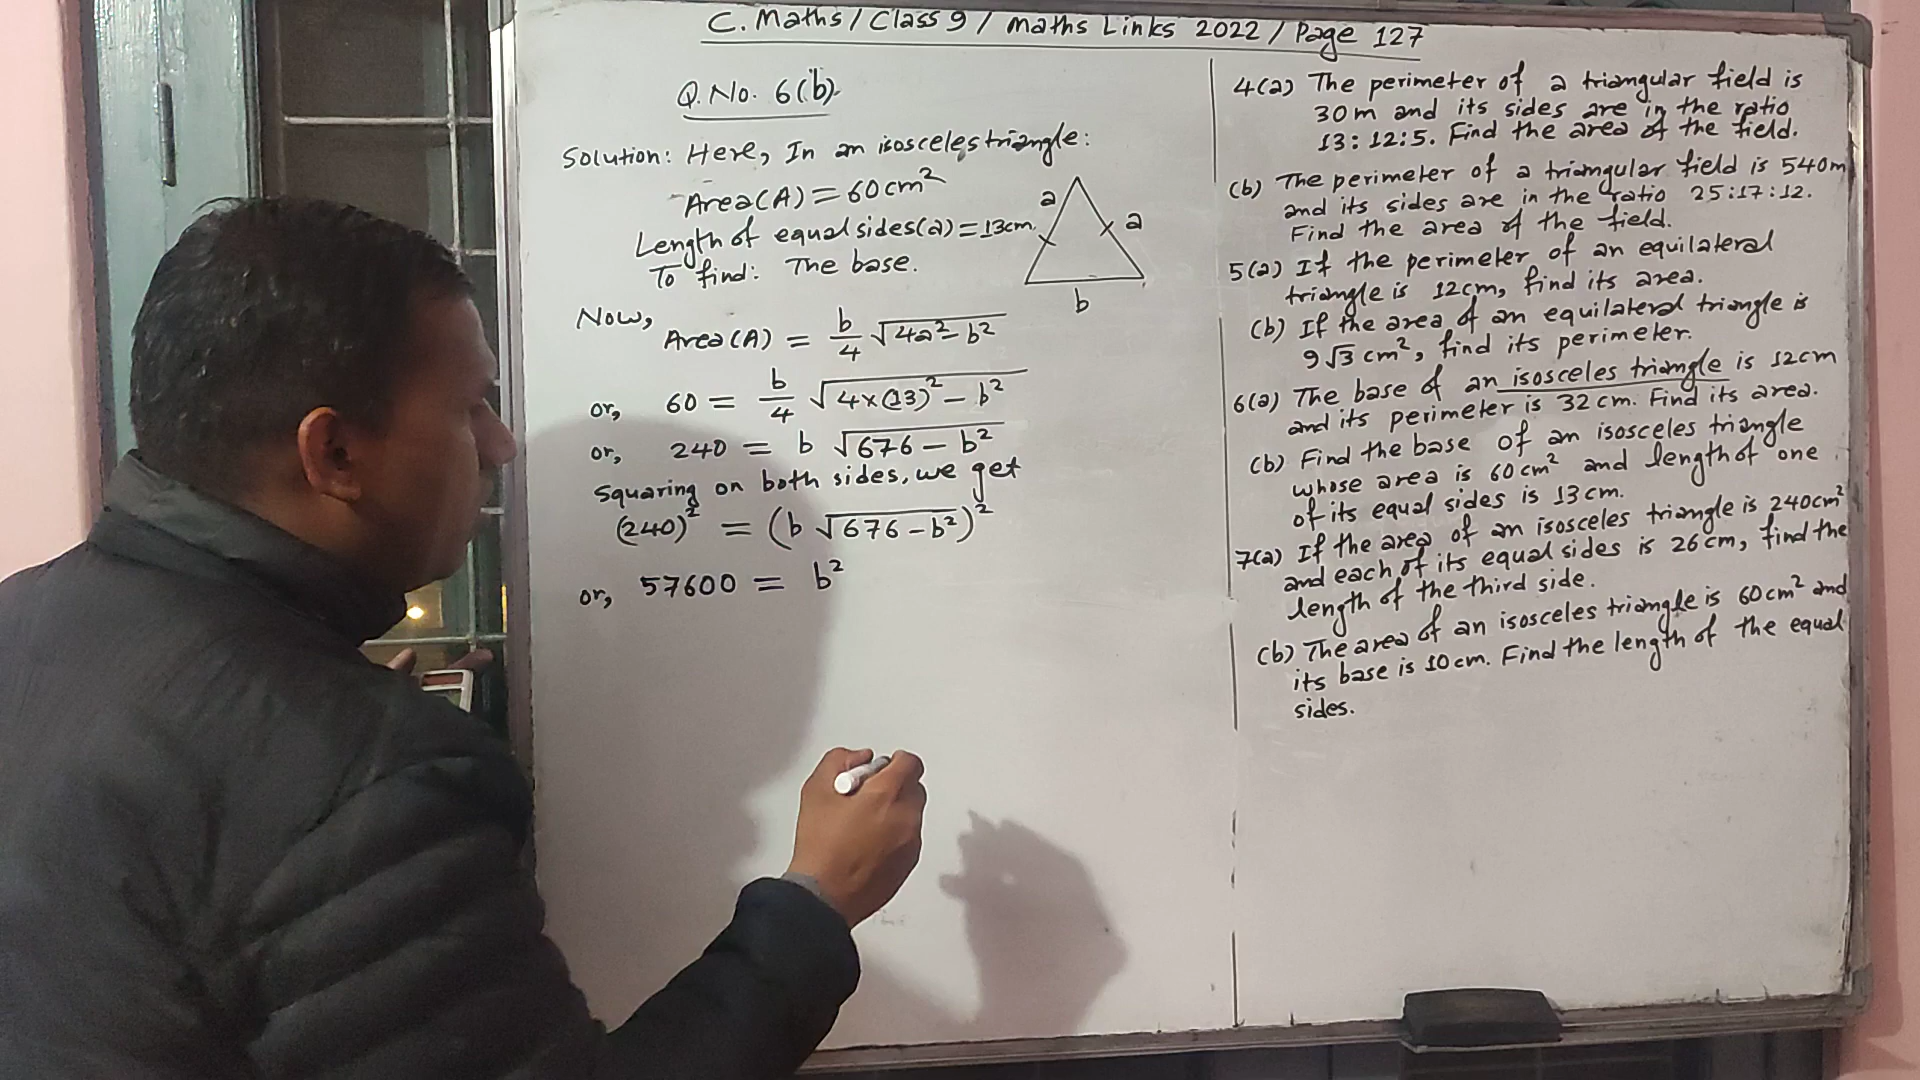 C. Maths / Class 9 / Maths Links 2022 / Page 127
Q. No. 6(b).
Solution: Here, In an isosceles triangle:
Area(A) = 60cm²
Length of equal sides(a) = 13cm.
To find: The base.
a
a
b
Now,
Area(A) = b/4 √(4a² – b²)
or, 60 = b/4 √(4×(13)² – b²)
or, 240 = b √(676 – b²)
Squaring on both sides, we get
(240)² = (b √(676 – b²))²
or, 57600 = b²
4(a) The perimeter of a triangular field is
30m and its sides are in the ratio
13:12:5. Find the area of the field.
(b) The perimeter of a triangular field is 540m
and its sides are in the ratio 25:17:12.
Find the area of the field.
5(a) If the perimeter of an equilateral
triangle is 12cm, find its area.
(b) If the area of an equilateral triangle is
9√3 cm², find its perimeter.
6(a) The base of an isosceles triangle is 12cm
and its perimeter is 32cm. Find its area.
(b) Find the base of an isosceles triangle
whose area is 60cm² and length of one
of its equal sides is 13cm.
7(a) If the area of an isosceles triangle is 240cm²
and each of its equal sides is 26cm, find the
length of the third side.
(b) The area of an isosceles triangle is 60cm² and
its base is 10cm. Find the length of the equal
sides.